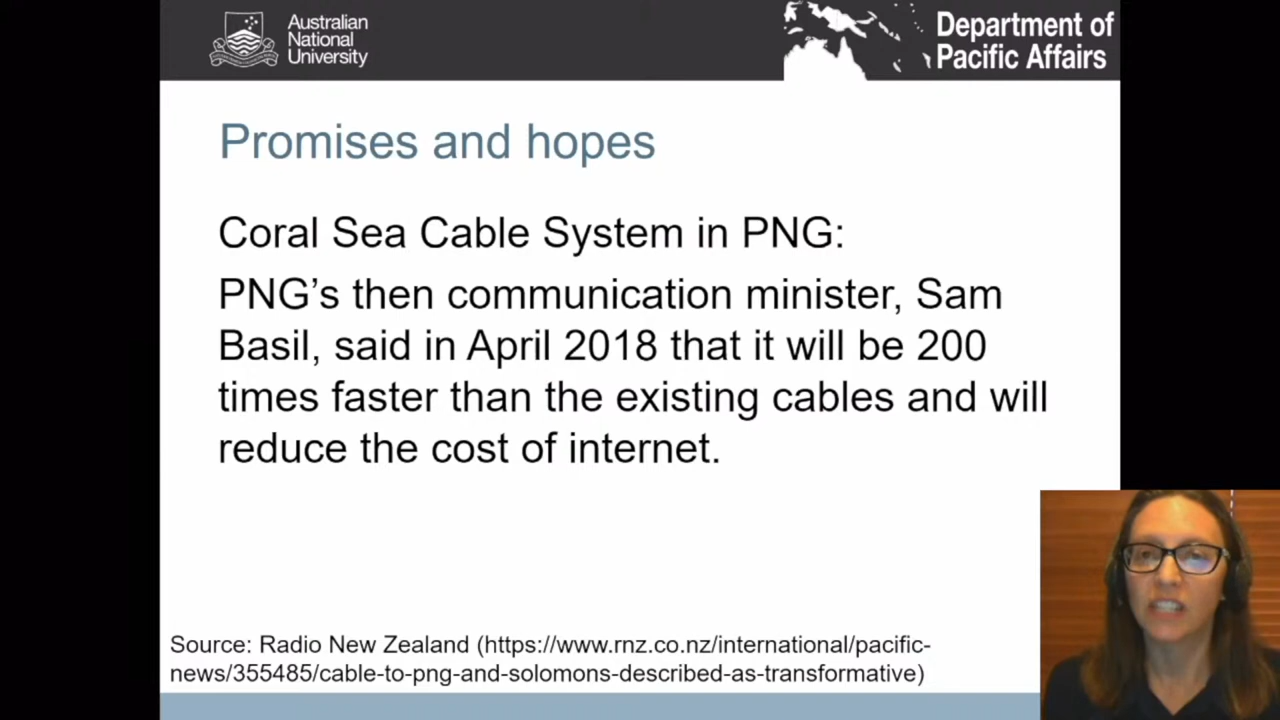 Australian
National
University
Department of
Pacific Affairs
Promises and hopes
Coral Sea Cable System in PNG:
PNG’s then communication minister, Sam
Basil, said in April 2018 that it will be 200
times faster than the existing cables and will
reduce the cost of internet.
Source: Radio New Zealand (https://www.rnz.co.nz/international/pacific-
news/355485/cable-to-png-and-solomons-described-as-transformative)